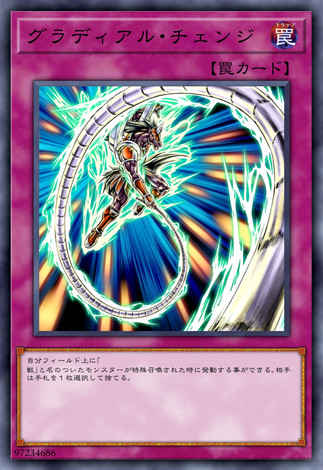 グラディアル・チェンジ
トラップ
罠
【罠カード】
自分フィールド上に「
獣」と名のついたモンスターが特殊召喚された時に発動する事ができる。相手
は手札を1枚選択して捨てる。
97234686